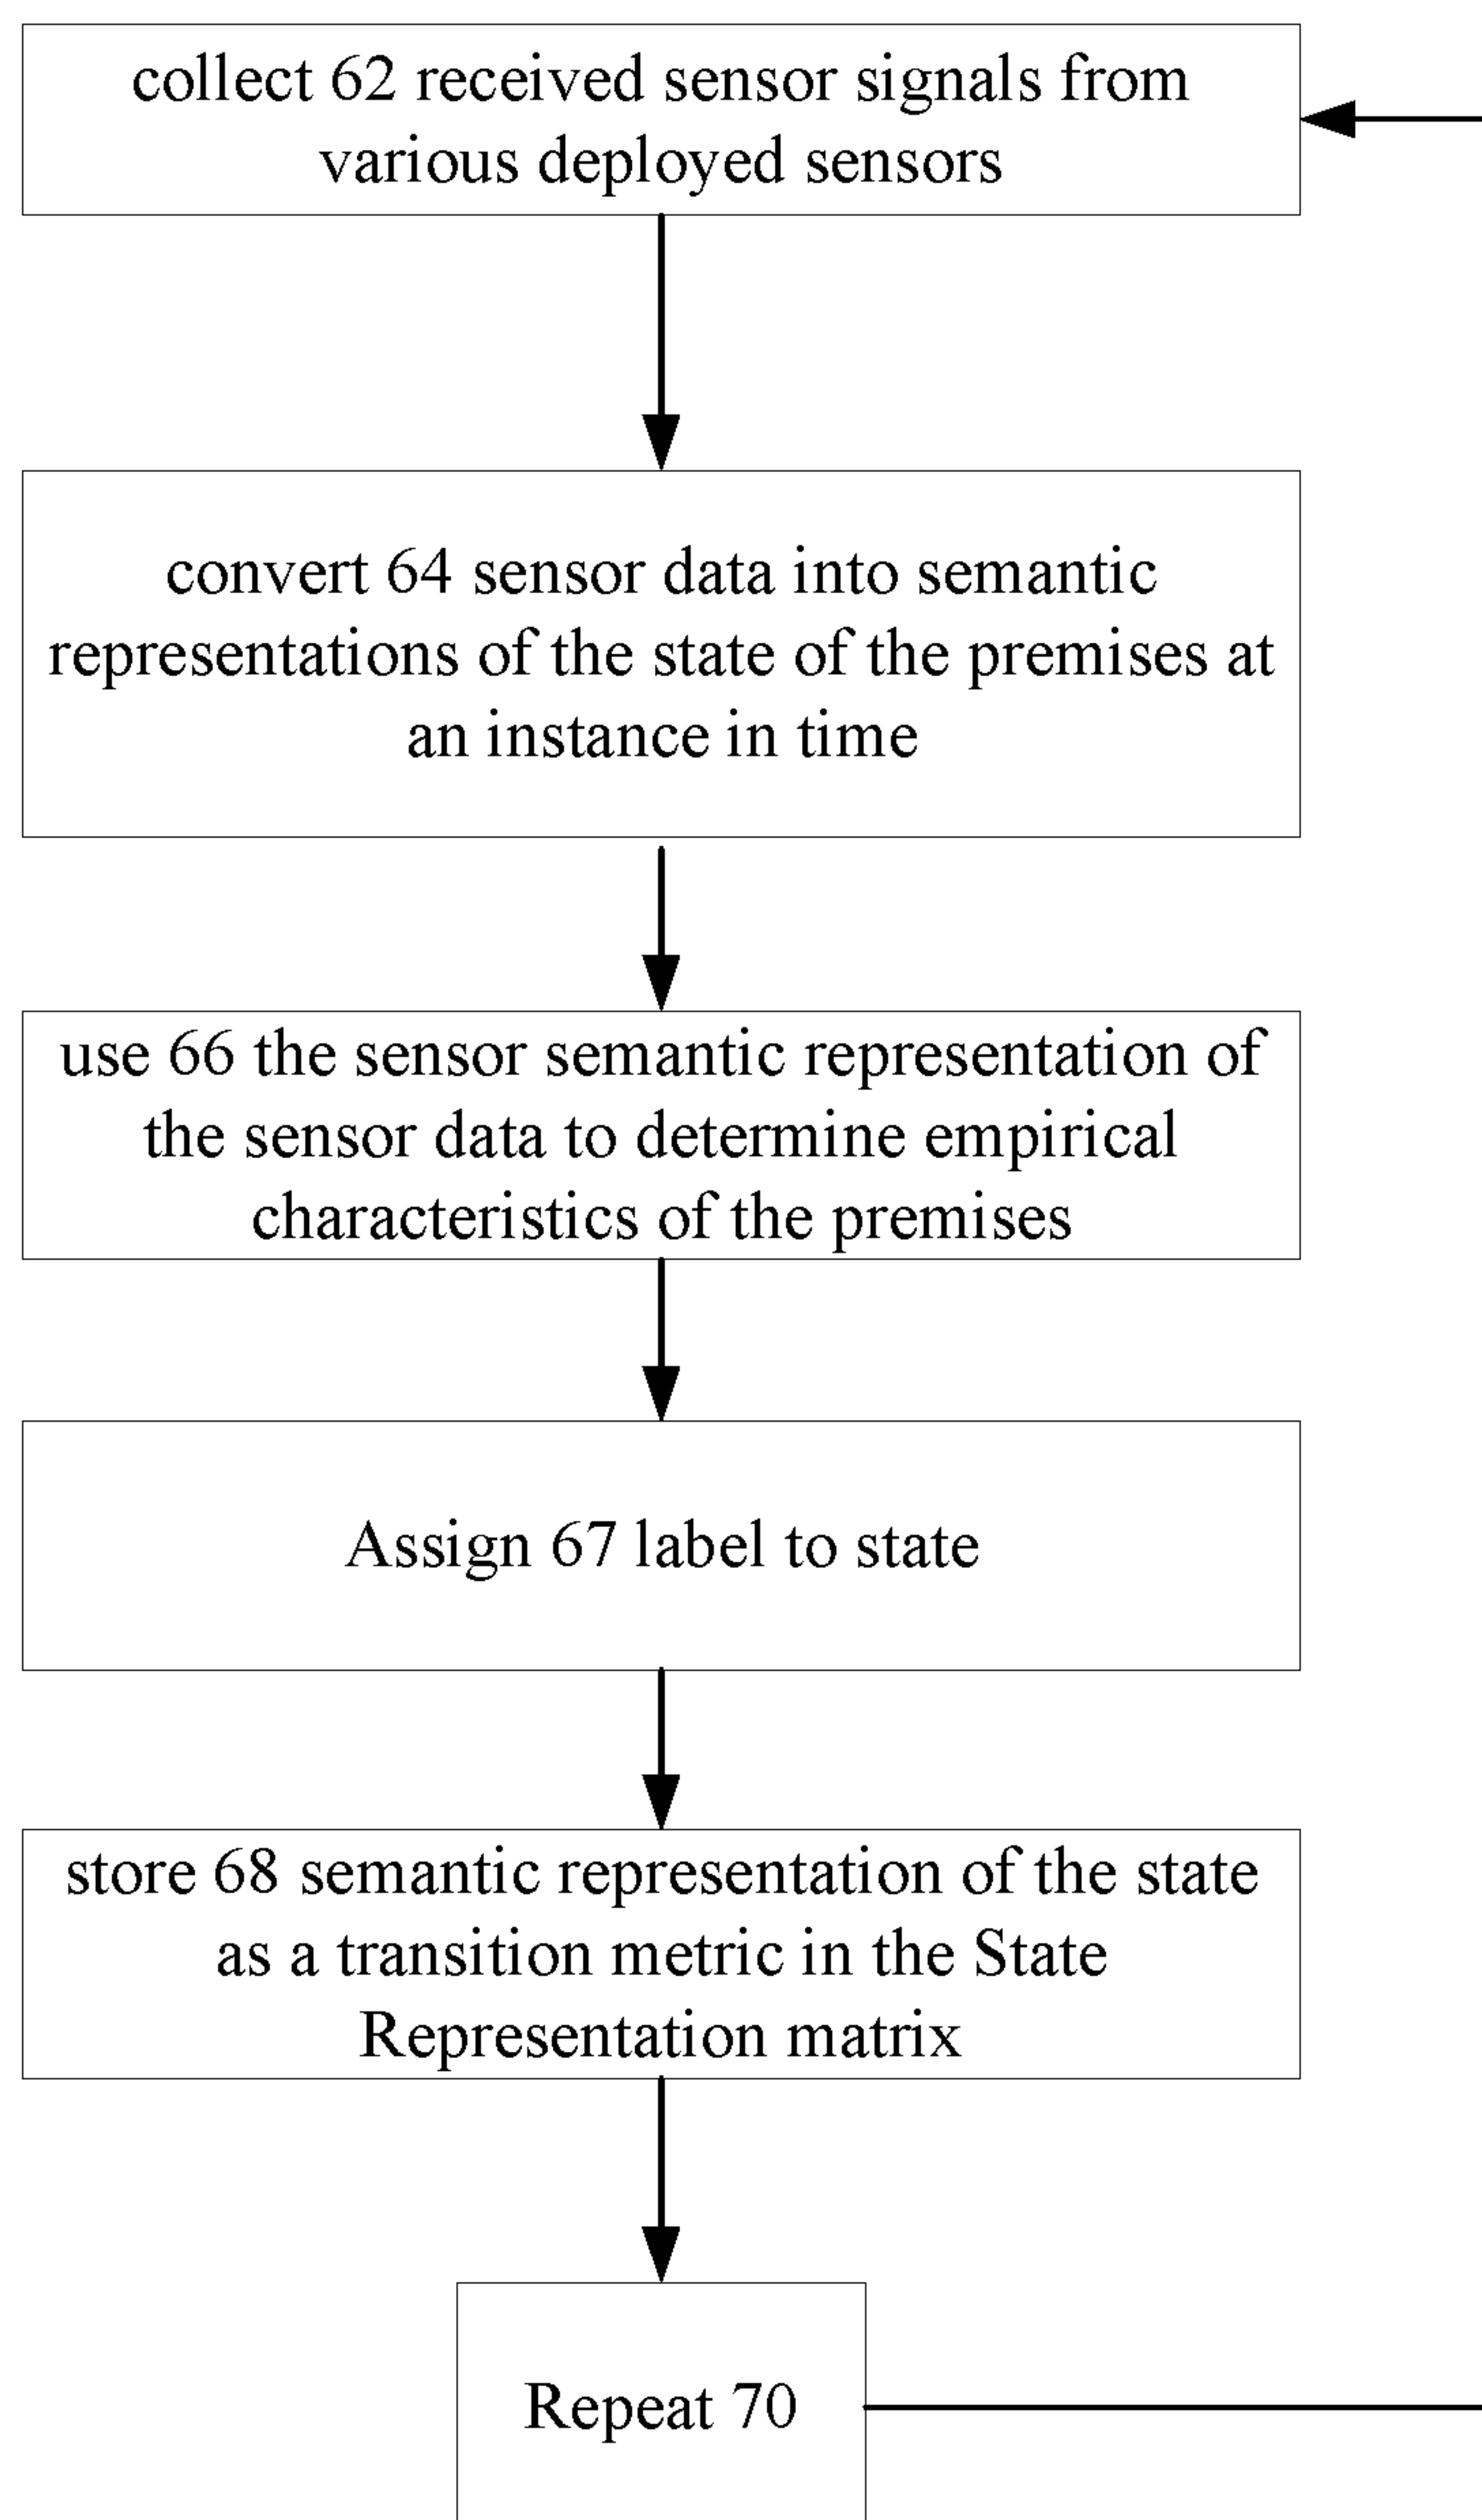 collect 62 received sensor signals from
various deployed sensors
convert 64 sensor data into semantic
representations of the state of the premises at
an instance in time
use 66 the sensor semantic representation of
the sensor data to determine empirical
characteristics of the premises
Assign 67 label to state
store 68 semantic representation of the state
as a transition metric in the State
Representation matrix
Repeat 70